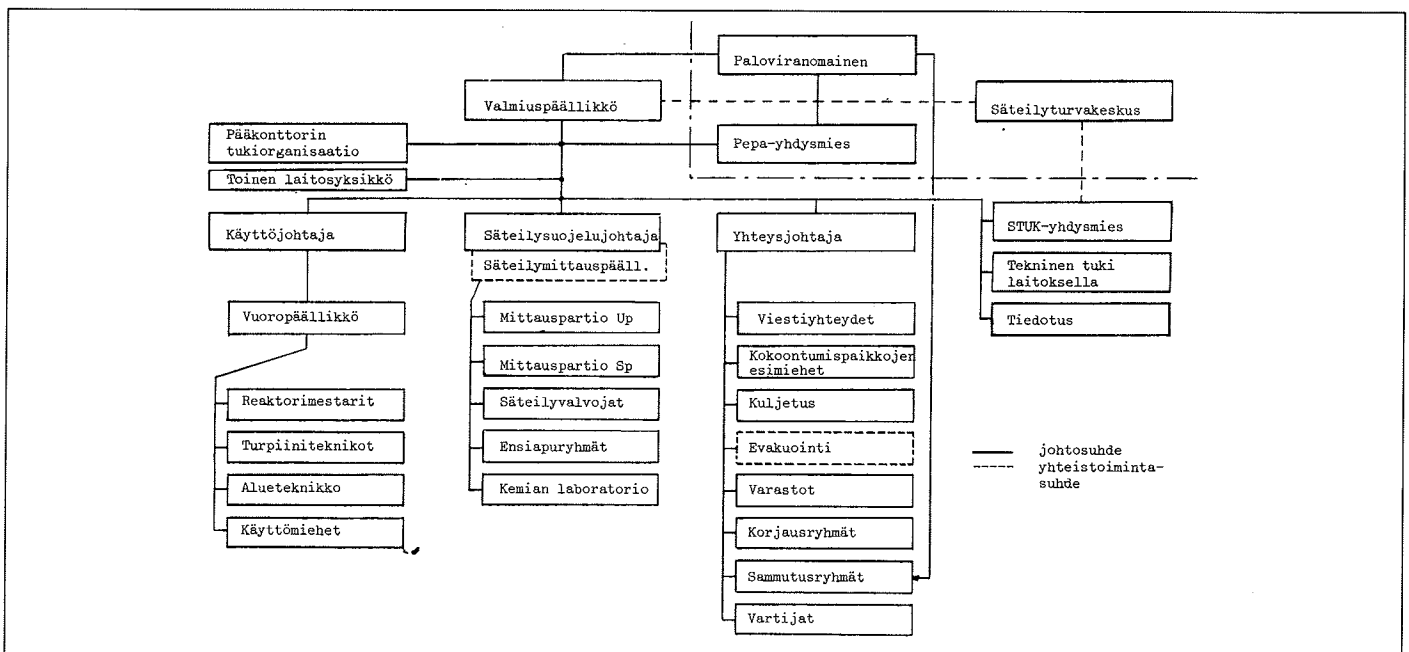 Paloviranomainen
Valmiuspäällikkö
Säteilyturvakeskus
Pääkonttorin
tukiorganisaatio
Pepa-yhdysmies
Toinen laitosyksikkö
Käyttöjohtaja
Säteilysuojelujohtaja
Säteilymittauspääll.
Yhteysjohtaja
STUK-yhdysmies
Tekninen tuki
laitoksella
Tiedotus
Vuoropäällikkö
Reaktorimestarit
Turpiiniteknikot
Alueteknikko
Käyttömiehet
Mittauspartio Up
Mittauspartio Sp
Säteilyvalvojat
Ensiapuryhmät
Kemian laboratorio
Viestiyhteydet
Kokoontumispaikkojen
esimiehet
Kuljetus
Evakuointi
Varastot
Korjausryhmät
Sammutusryhmät
Vartijat
johtosuhde
yhteistoiminta-
suhde